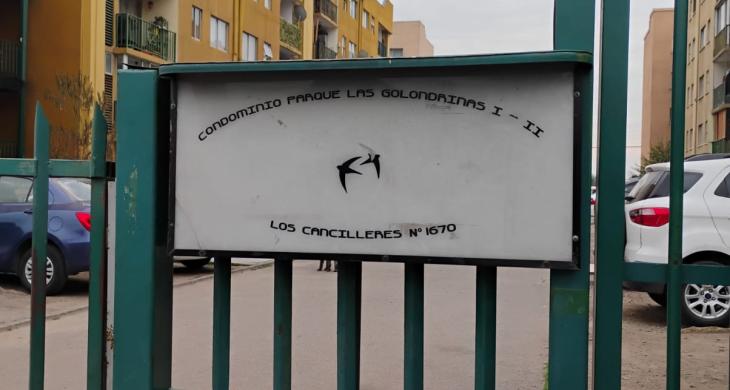 CONDOMINIO PARQUE LAS GOLONDRINAS I - II
LOS CANCILLERES Nº 1670